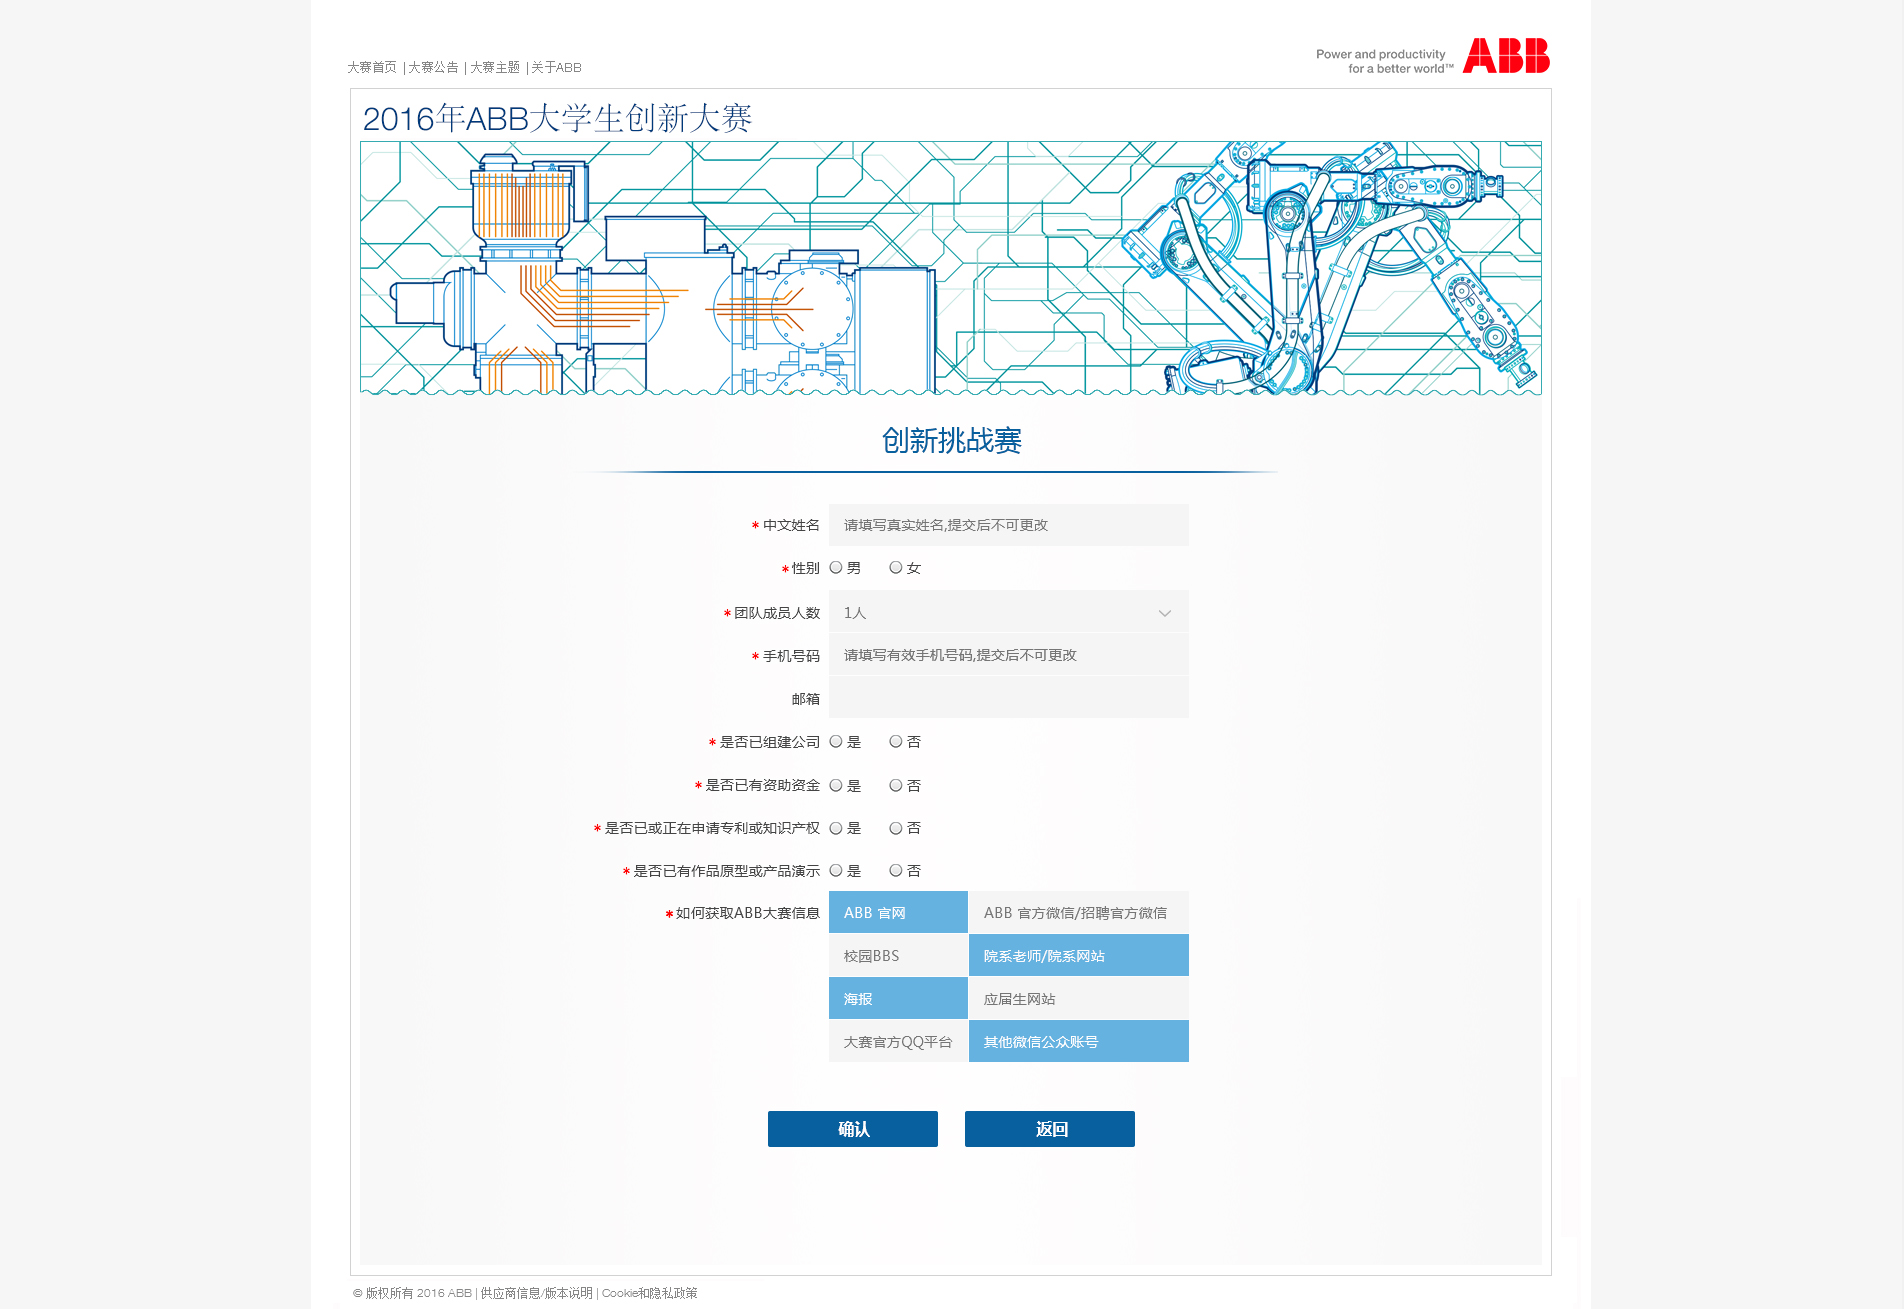 大赛首页 | 大赛公告 | 大赛主题 | 关于ABB
Power and productivity
for a better world™
ABB
2016年ABB大学生创新大赛
创新挑战赛
* 中文姓名 请填写真实姓名,提交后不可更改
* 性别 男 女
* 团队成员人数 1人
* 手机号码 请填写有效手机号码,提交后不可更改
邮箱
* 是否已组建公司 是 否
* 是否已有资助资金 是 否
* 是否已或正在申请专利或知识产权 是 否
* 是否已有作品原型或产品演示 是 否
* 如何获取ABB大赛信息 ABB 官网 ABB 官方微信/招聘官方微信
校园BBS 院系老师/院系网站
海报 应届生网站
大赛官方QQ平台 其他微信公众账号
确认 返回
© 版权所有 2016 ABB | 供应商信息/版本说明 | Cookie和隐私政策